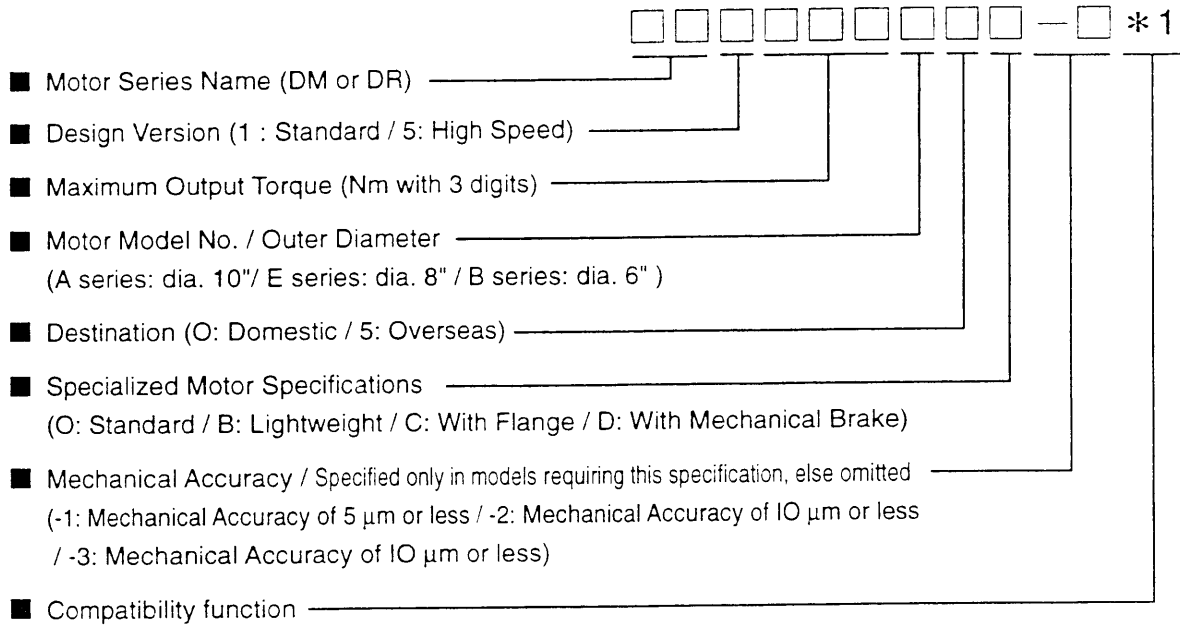 □□□□□□□□□ — □ *1
■ Motor Series Name (DM or DR)
■ Design Version (1 : Standard / 5: High Speed)
■ Maximum Output Torque (Nm with 3 digits)
■ Motor Model No. / Outer Diameter
(A series: dia. 10"/ E series: dia. 8" / B series: dia. 6" )
■ Destination (O: Domestic / 5: Overseas)
■ Specialized Motor Specifications
(O: Standard / B: Lightweight / C: With Flange / D: With Mechanical Brake)
■ Mechanical Accuracy / Specified only in models requiring this specification, else omitted
(-1: Mechanical Accuracy of 5 µm or less / -2: Mechanical Accuracy of IO µm or less
/ -3: Mechanical Accuracy of IO µm or less)
■ Compatibility function